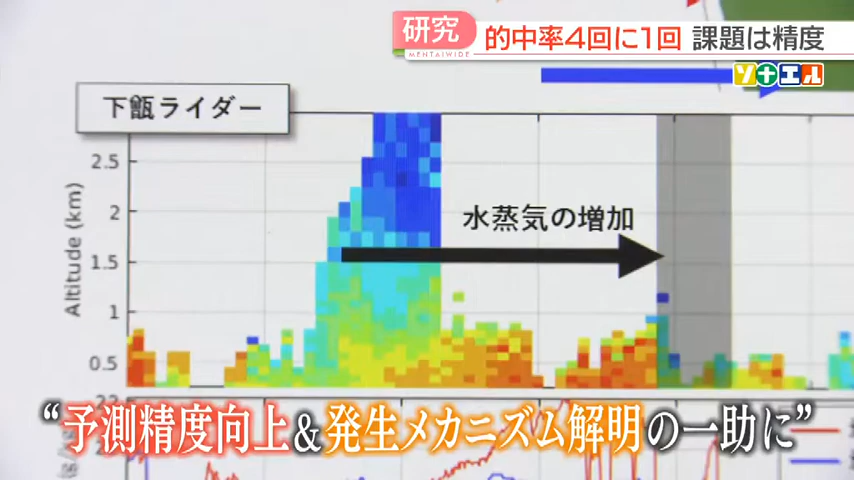 研究
MENTAIWIDE
的中率4回に1回 課題は精度
ソナエル
下甑ライダー
2.5
2
1.5
1
0.5
Altitude (km)
水蒸気の増加
“予測精度向上&発生メカニズム解明の一助に”